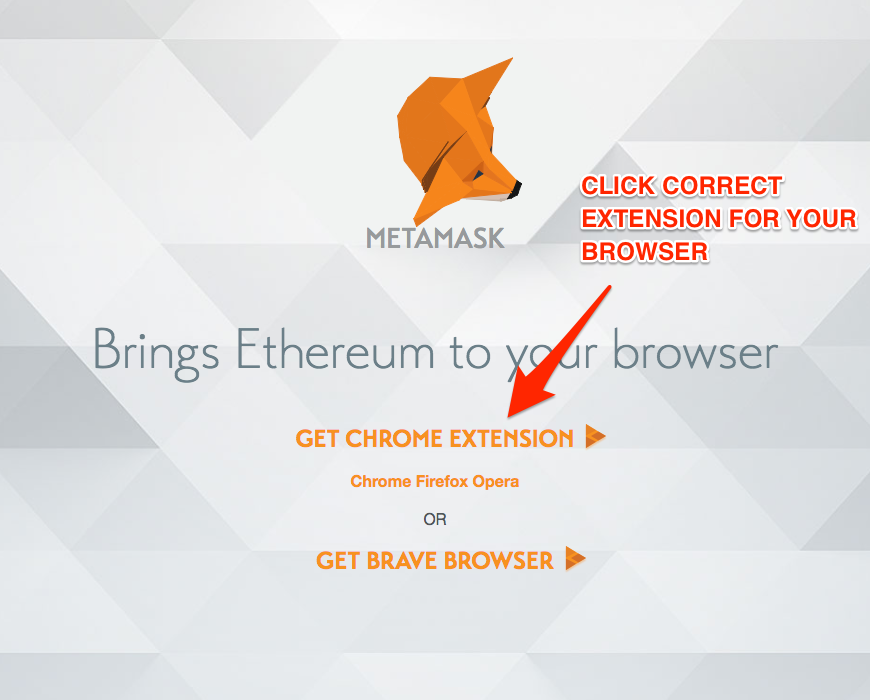 METAMASK
CLICK CORRECT
EXTENSION FOR YOUR
BROWSER
Brings Ethereum to your browser
GET CHROME EXTENSION
Chrome Firefox Opera
OR
GET BRAVE BROWSER